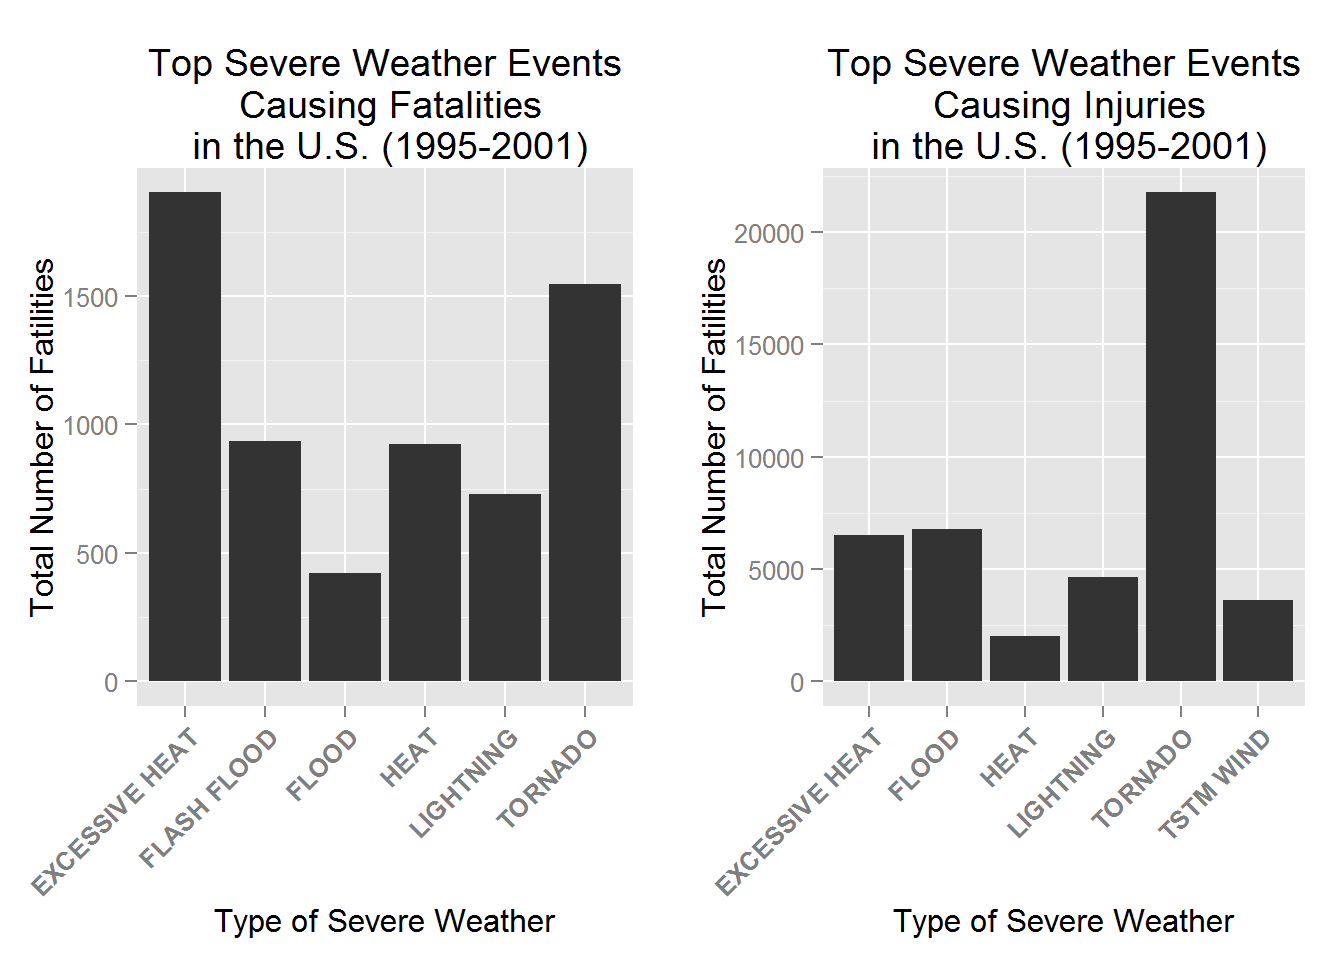 Top Severe Weather Events
Causing Fatalities
in the U.S. (1995-2001)
Total Number of Fatilities
1500
1000
500
0
EXCESSIVE HEAT
FLASH FLOOD
FLOOD
HEAT
LIGHTNING
TORNADO
Type of Severe Weather
Top Severe Weather Events
Causing Injuries
in the U.S. (1995-2001)
Total Number of Fatilities
20000
15000
10000
5000
0
EXCESSIVE HEAT
FLOOD
HEAT
LIGHTNING
TORNADO
TSTM WIND
Type of Severe Weather